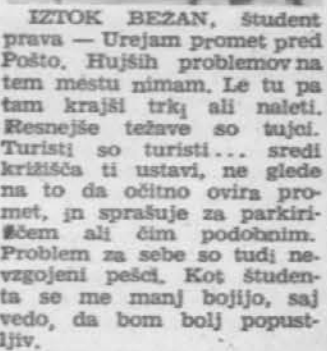 IZTOK BEŽAN, študent
prava — Urejam promet pred
Pošto. Hujših problemov na
tem mestu nimam. Le tu pa
tam krajši trki ali naleti.
Resnejše težave so tujci.
Turisti so turisti... sredi
križišča ti ustavi, ne glede
na to da očitno ovira pro-
met, in sprašuje za parkiri-
ščem ali čim podobnim.
Problem za sebe so tudi ne-
vzgojeni pešci. Kot študen-
ta se me manj bojijo, saj
vedo, da bom bolj popust-
ljiv.